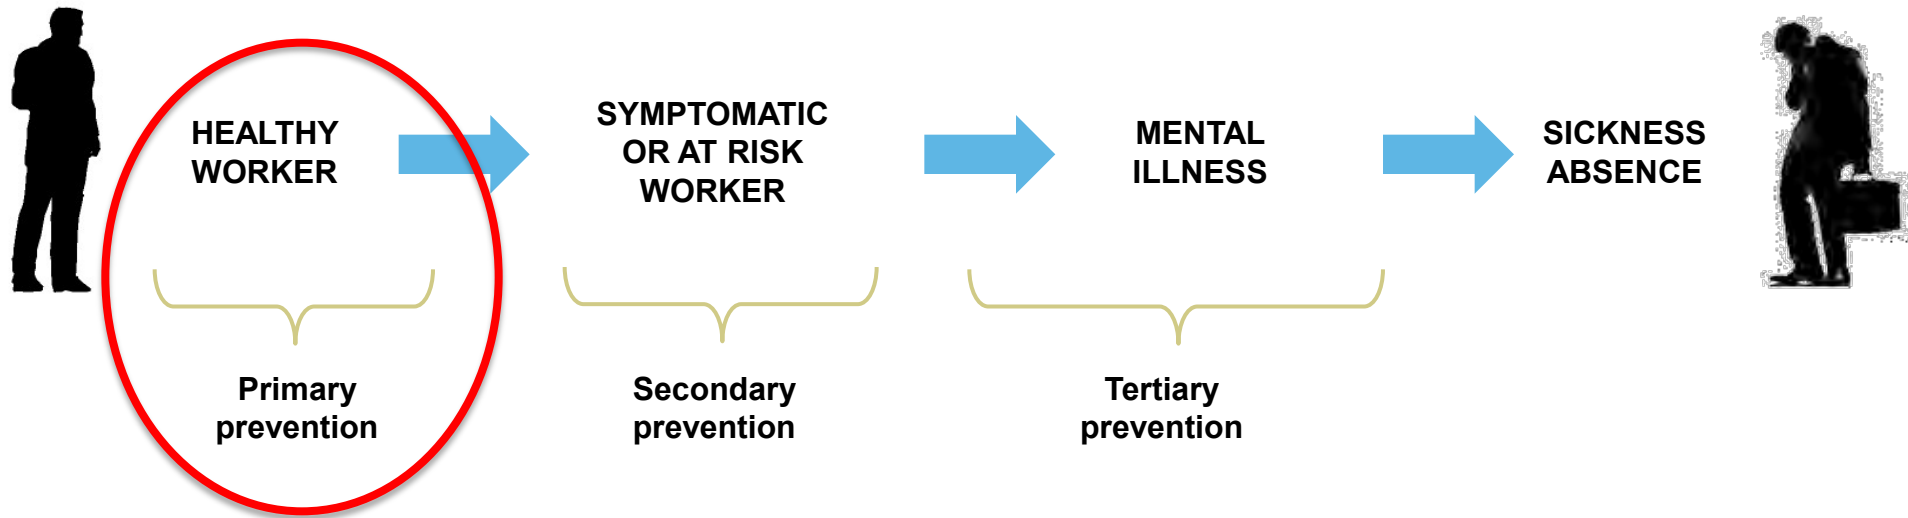 HEALTHY
WORKER
SYMPTOMATIC
OR AT RISK
WORKER
MENTAL
ILLNESS
SICKNESS
ABSENCE
Primary
prevention
Secondary
prevention
Tertiary
prevention